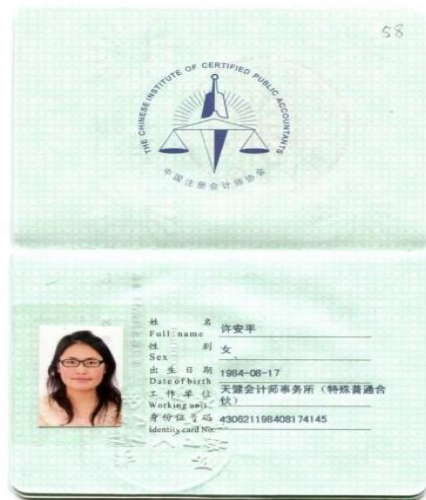 58
THE CHINESE INSTITUTE OF CERTIFIED PUBLIC ACCOUNTANTS
中国注册会计师协会
姓 名 许安平
Full name
性 别 女
Sex
出 生 日 期 1984-08-17
Date of birth
工 作 单 位 天健会计师事务所（特殊普通合
Working unit 伙）
身份证号码 430621198408174145
Identity card No.